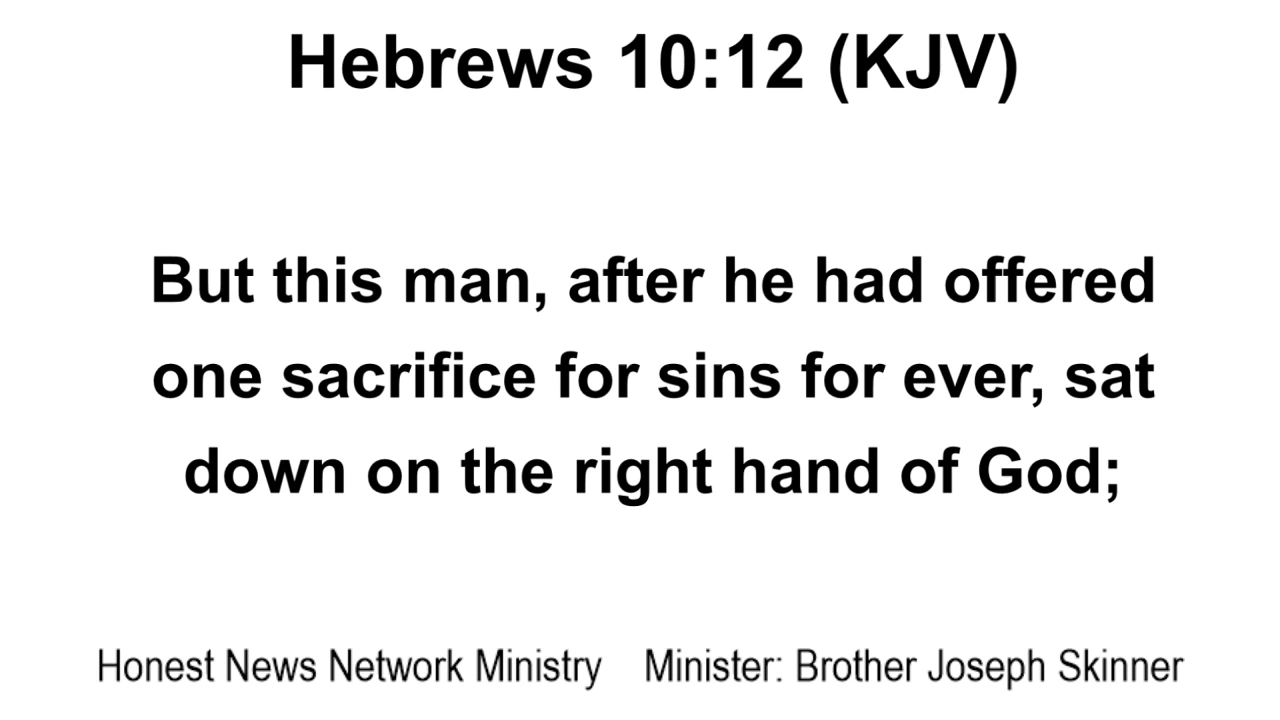 Hebrews 10:12 (KJV)
But this man, after he had offered
one sacrifice for sins for ever, sat
down on the right hand of God;
Honest News Network Ministry Minister: Brother Joseph Skinner